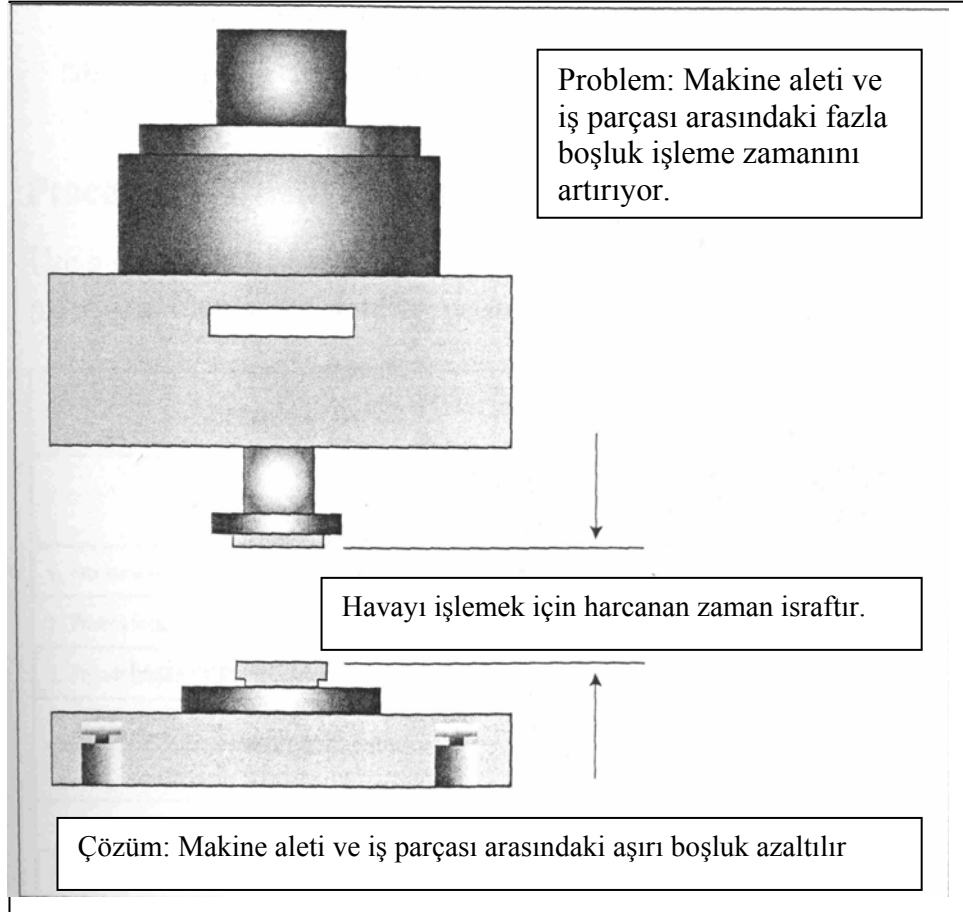 Problem: Makine aleti ve
iş parçası arasındaki fazla
boşluk işleme zamanını
artırıyor.
Havayı işlemek için harcanan zaman israftır.
Çözüm: Makine aleti ve iş parçası arasındaki aşırı boşluk azaltılır